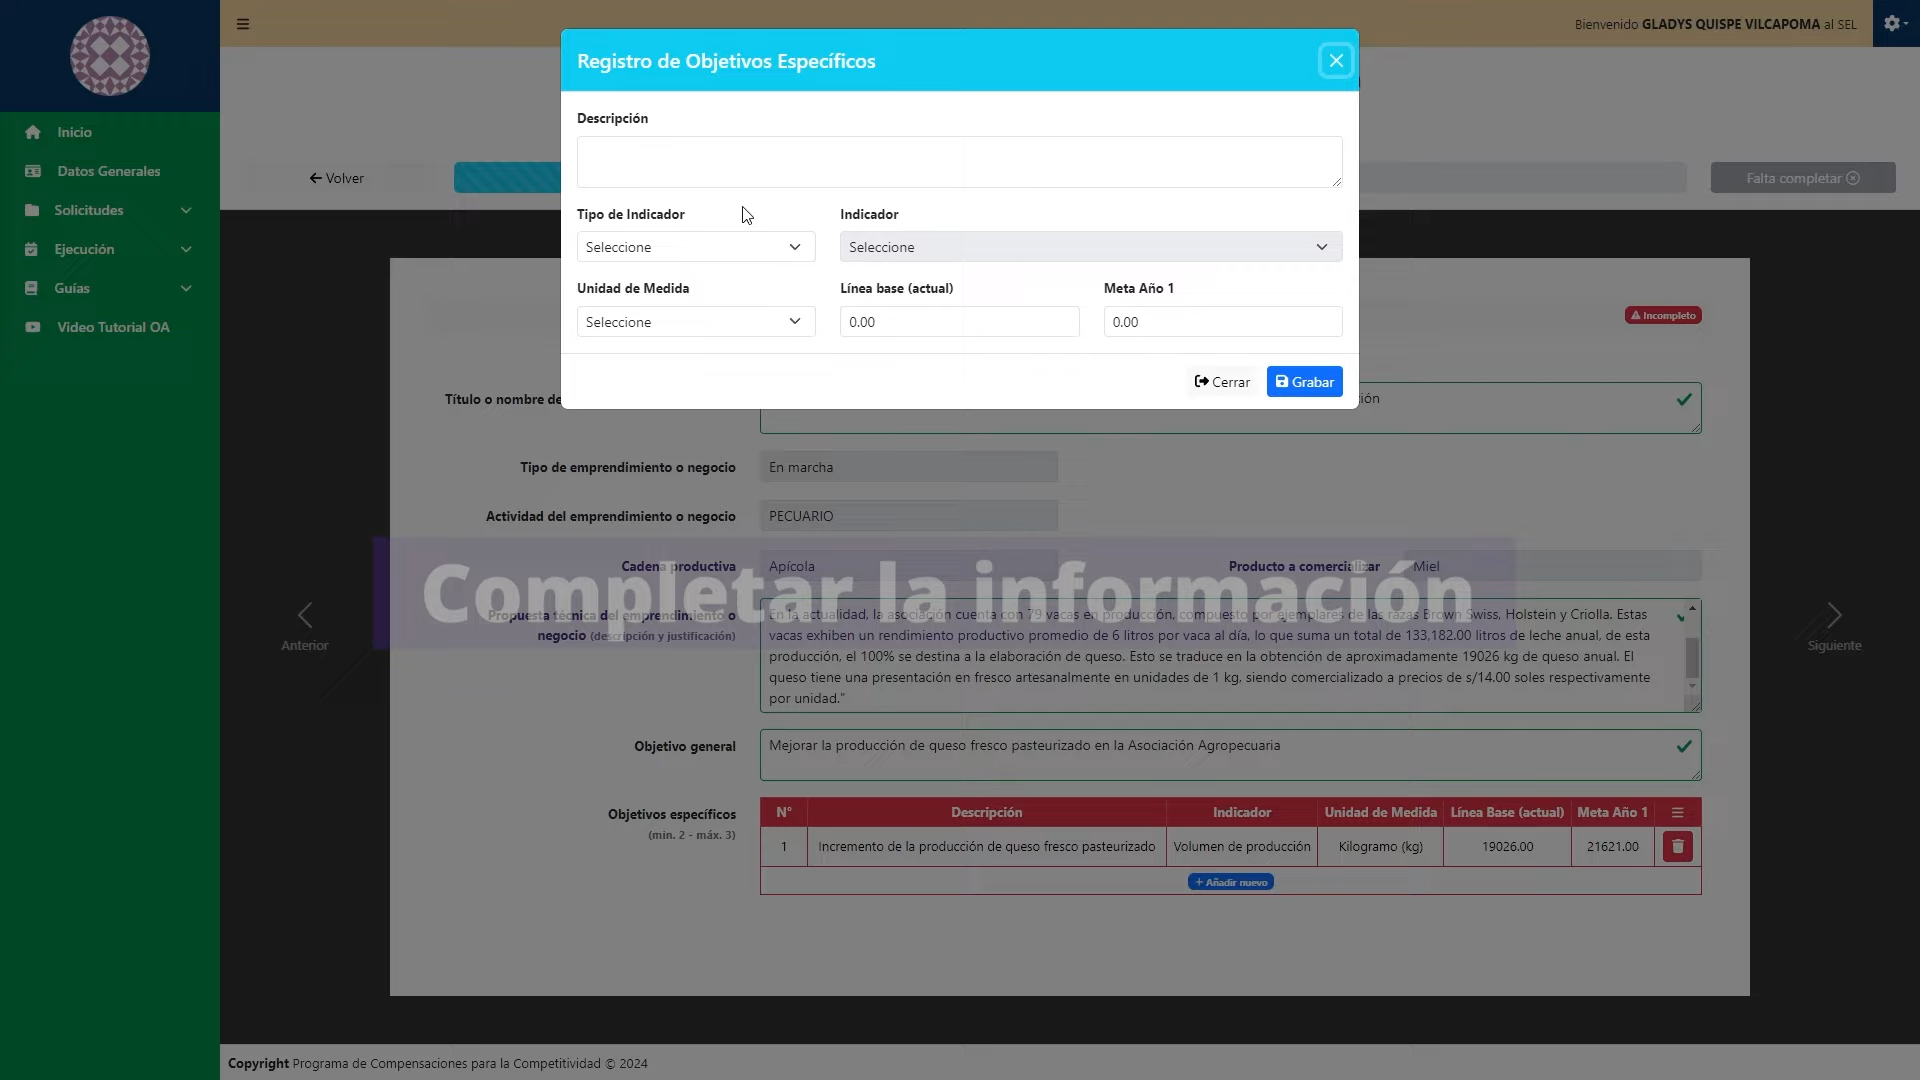 Bienvenido GLADYS QUISPE VILCAPOMA al SEL
Inicio
Datos Generales
Solicitudes
Ejecución
Guías
Video Tutorial OA
Volver
Falta completar
Registro de Objetivos Específicos
Descripción
Tipo de Indicador
Indicador
Seleccione
Seleccione
Unidad de Medida
Línea base (actual)
Meta Año 1
Seleccione
0.00
0.00
Cerrar
Grabar
Incompleto
Título o nombre de
ión
Tipo de emprendimiento o negocio
En marcha
Actividad del emprendimiento o negocio
PECUARIO
Cadena productiva
Apícola
Producto a comercializar
Miel
Completar la información
Propuesta técnica del emprendimiento o
negocio (descripción y justificación)
En la actualidad, la asociación cuenta con 79 vacas en producción, compuesto por ejemplares de las razas Brown Swiss, Holstein y Criolla. Estas
vacas exhiben un rendimiento productivo promedio de 6 litros por vaca al día, lo que suma un total de 133,182.00 litros de leche anual, de esta
producción, el 100% se destina a la elaboración de queso. Esto se traduce en la obtención de aproximadamente 19026 kg de queso anual. El
queso tiene una presentación en fresco artesanalmente en unidades de 1 kg, siendo comercializado a precios de s/14.00 soles respectivamente
por unidad."
Anterior
Siguiente
Objetivo general
Mejorar la producción de queso fresco pasteurizado en la Asociación Agropecuaria
Objetivos específicos
(min. 2 - máx. 3)
N° Descripción Indicador Unidad de Medida Línea Base (actual) Meta Año 1
1 Incremento de la producción de queso fresco pasteurizado Volumen de producción Kilogramo (kg) 19026.00 21621.00
+ Añadir nuevo
Copyright Programa de Compensaciones para la Competitividad © 2024